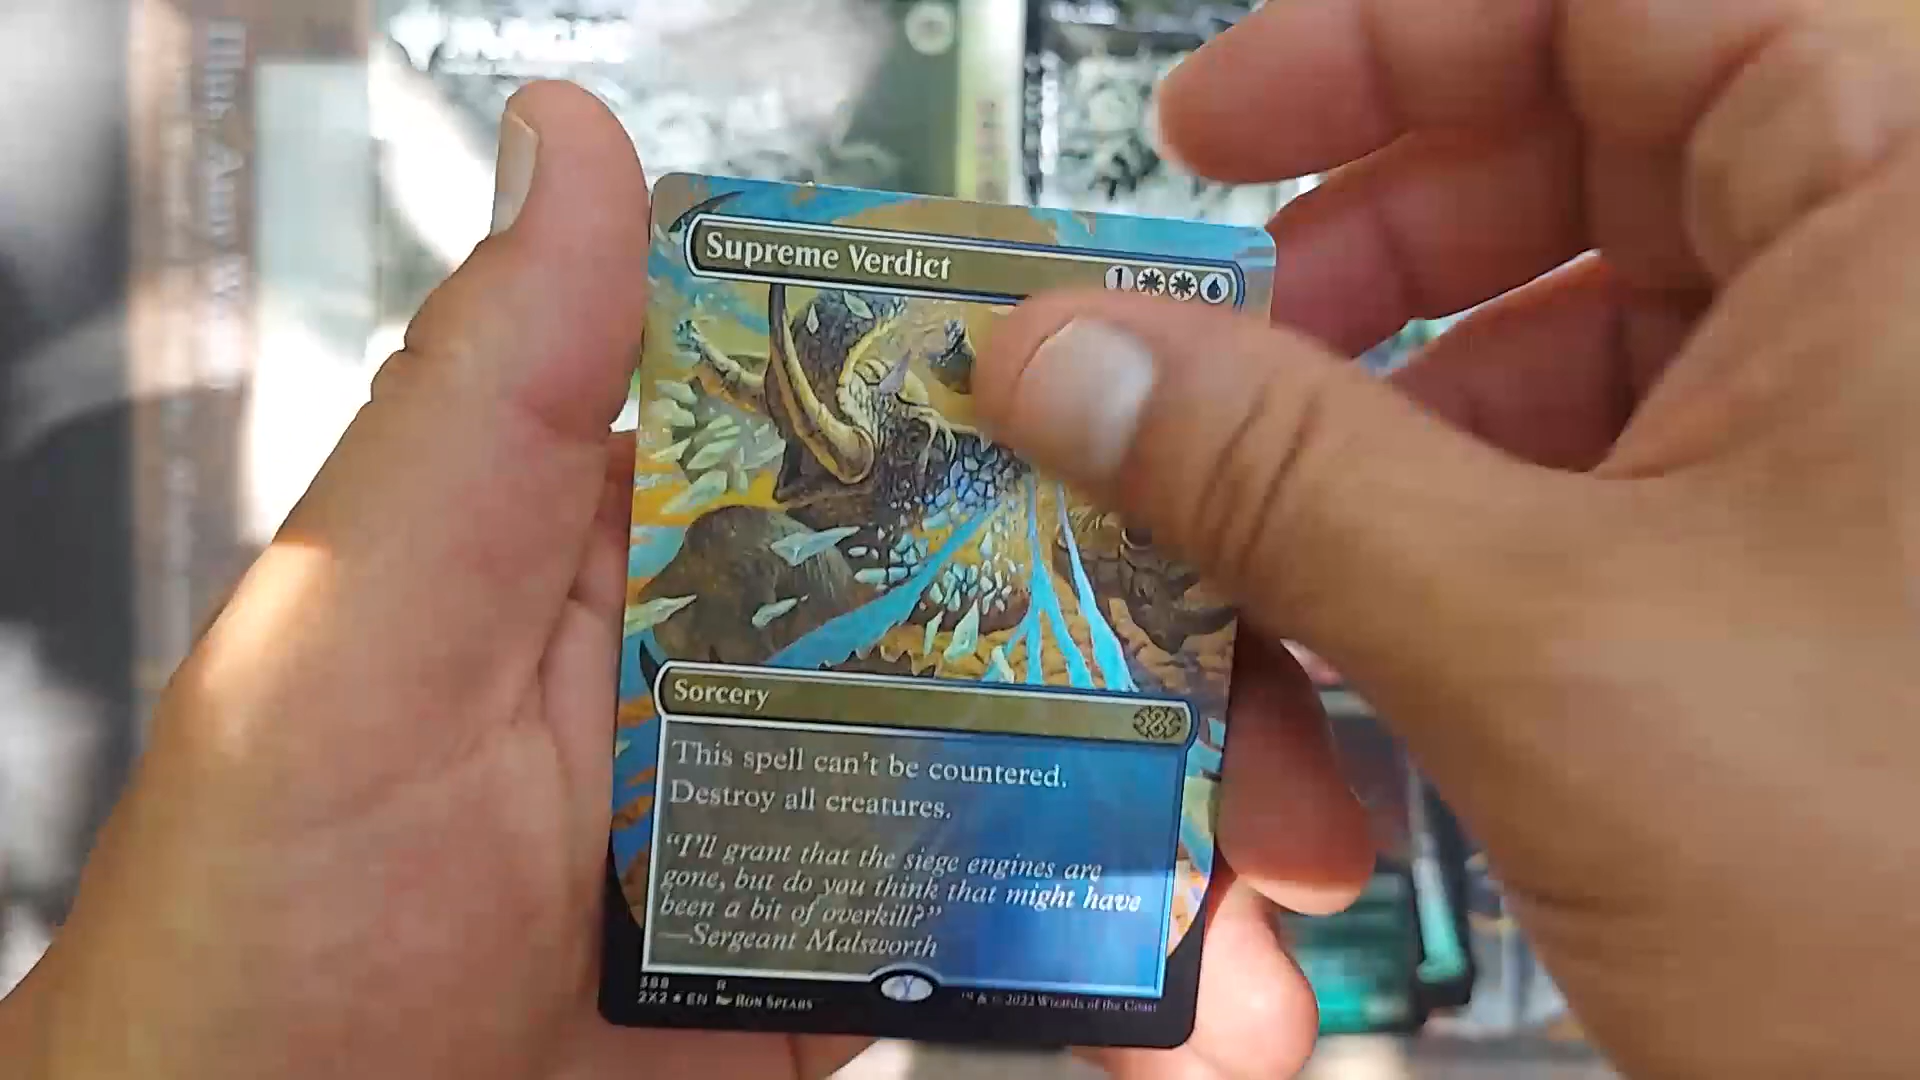 Supreme Verdict
1
Sorcery
This spell can't be countered.
Destroy all creatures.
"I'll grant that the siege engines are
gone, but do you think that might have
been a bit of overkill?"
—Sergeant Malsworth
R
2X2 ★ EN Ron Spears
™ & © 2022 Wizards of the Coast